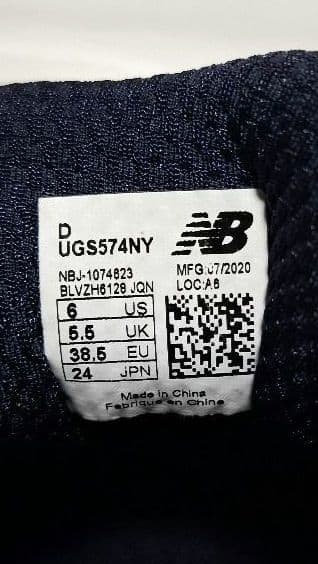 D
UGS574NY
NB
NBJ-1074623
MFG:07/2020
BLVZH6128 JQN
LOC:A6
6 US
5.5 UK
38.5 EU
24 JPN
Made in China
Fabriqué en Chine